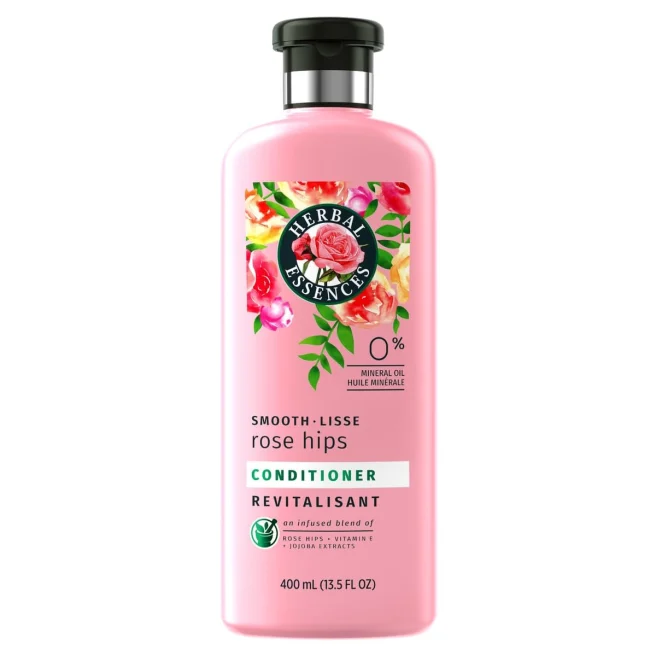 HERBAL
ESSENCES
0%
MINERAL OIL
HUILE MINÉRALE
SMOOTH · LISSE
rose hips
CONDITIONER
REVITALISANT
an infused blend of
ROSE HIPS • VITAMIN E
• JOJOBA EXTRACTS
400 mL (13.5 FL OZ)